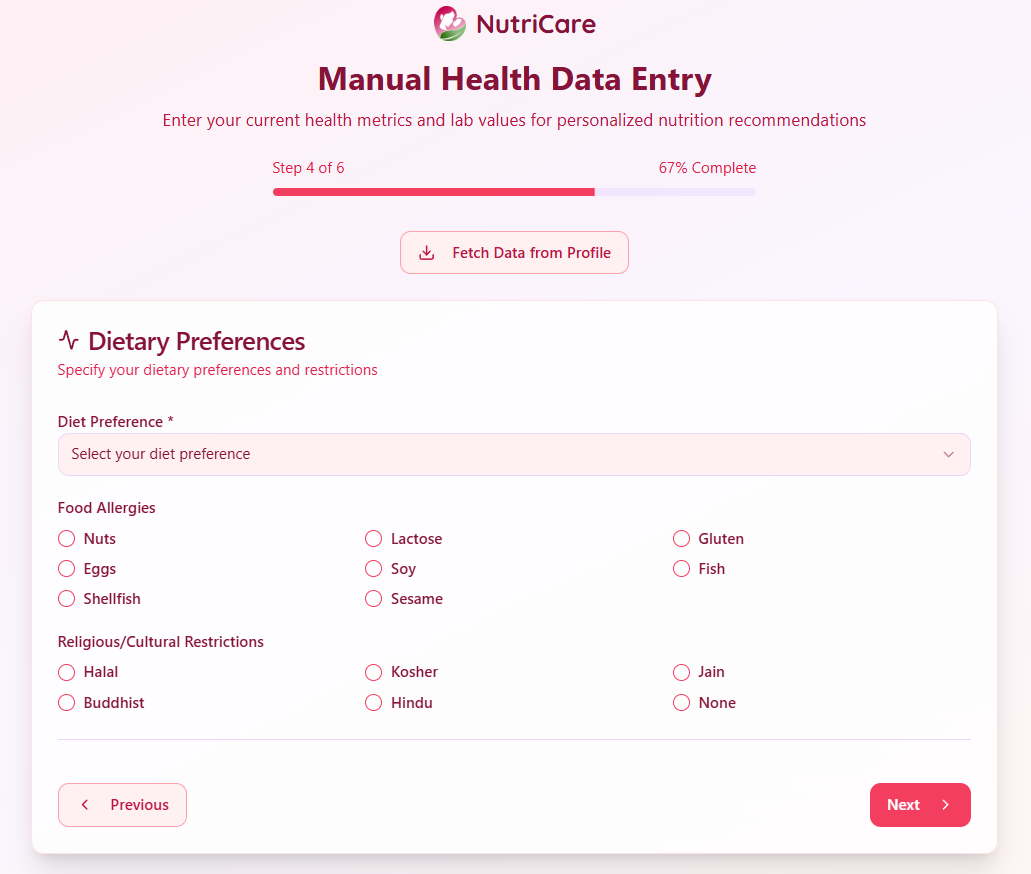 NutriCare
Manual Health Data Entry
Enter your current health metrics and lab values for personalized nutrition recommendations
Step 4 of 6 67% Complete
Fetch Data from Profile
Dietary Preferences
Specify your dietary preferences and restrictions
Diet Preference *
Select your diet preference
Food Allergies
Nuts Lactose Gluten
Eggs Soy Fish
Shellfish Sesame
Religious/Cultural Restrictions
Halal Kosher Jain
Buddhist Hindu None
Previous Next